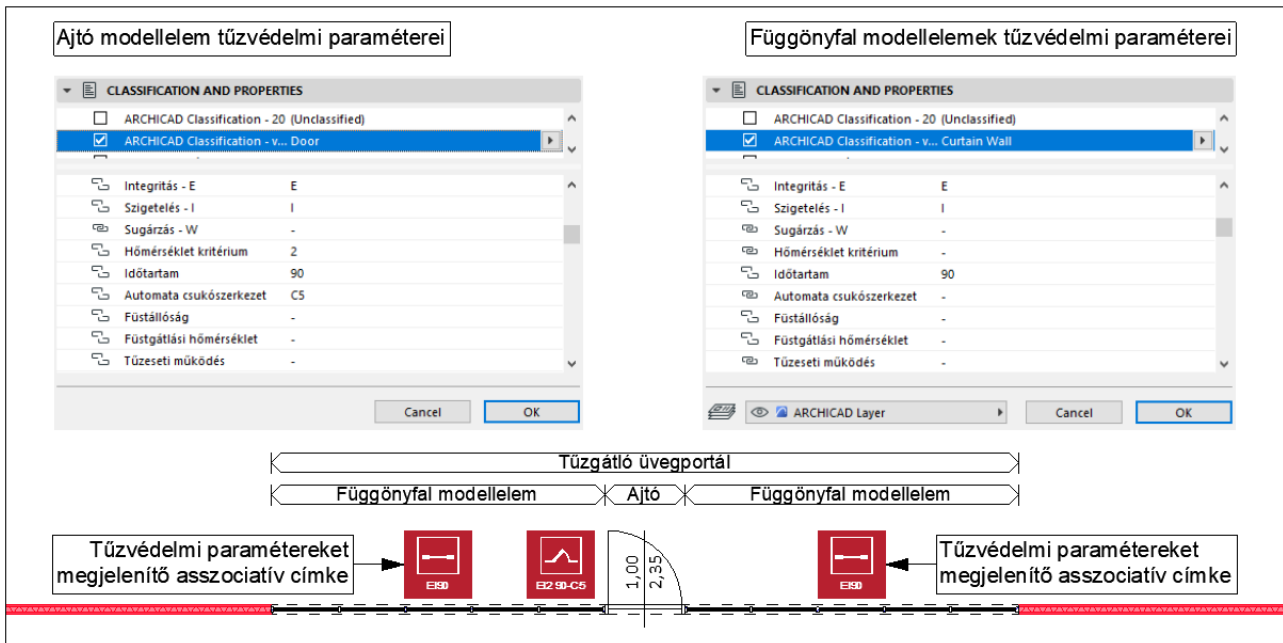 Ajtó modellelem tűzvédelmi paraméterei
Függönyfal modellelemek tűzvédelmi paraméterei
CLASSIFICATION AND PROPERTIES
ARCHICAD Classification - 20 (Unclassified)
ARCHICAD Classification - v... Door
Integritás - E E
Szigetelés - I I
Sugárzás - W -
Hőmérséklet kritérium 2
Időtartam 90
Automata csukószerkezet C5
Füstállóság -
Füstgátlási hőmérséklet -
Tűzeseti működés -
Cancel OK
CLASSIFICATION AND PROPERTIES
ARCHICAD Classification - 20 (Unclassified)
ARCHICAD Classification - v... Curtain Wall
Integritás - E E
Szigetelés - I I
Sugárzás - W -
Hőmérséklet kritérium -
Időtartam 90
Automata csukószerkezet -
Füstállóság -
Füstgátlási hőmérséklet -
Tűzeseti működés -
ARCHICAD Layer Cancel OK
Tűzgátló üvegportál
Függönyfal modellelem Ajtó Függönyfal modellelem
Tűzvédelmi paramétereket
megjelenítő asszociatív címke
EI90
EI2 90-C5
1,00
2,35
EI90
Tűzvédelmi paramétereket
megjelenítő asszociatív címke